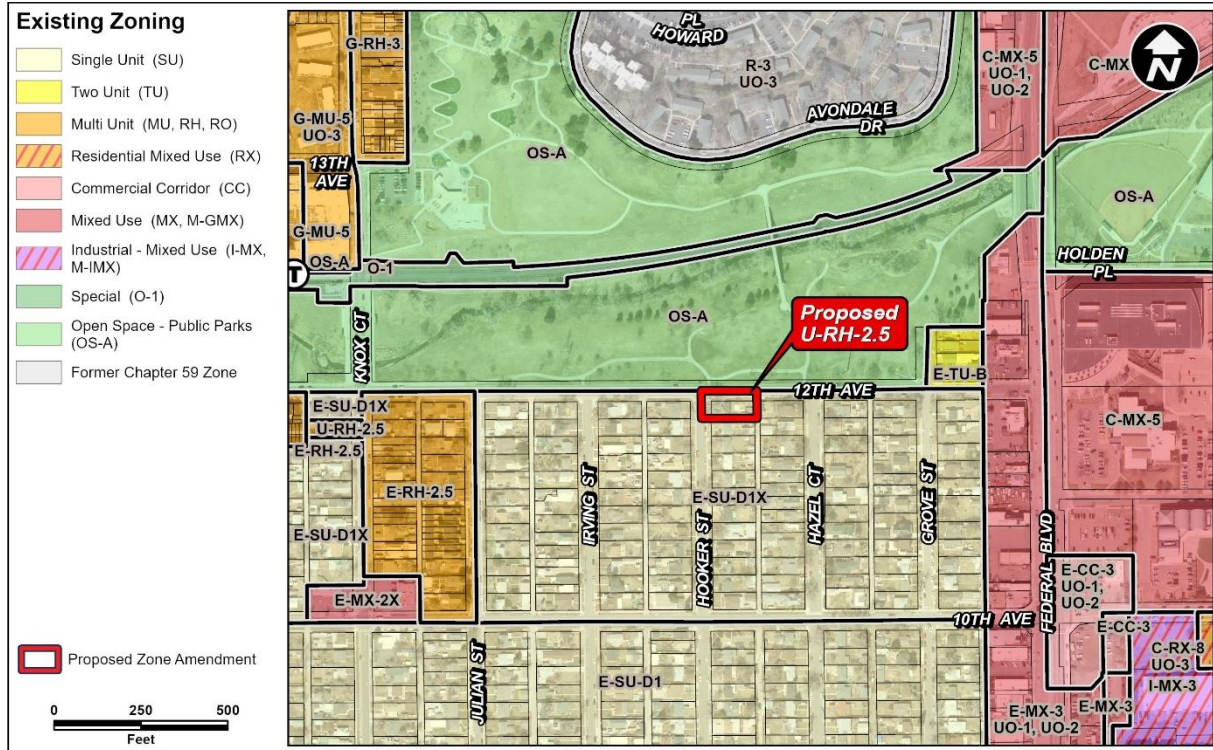 Existing Zoning
Single Unit (SU)
Two Unit (TU)
Multi Unit (MU, RH, RO)
Residential Mixed Use (RX)
Commercial Corridor (CC)
Mixed Use (MX, M-GMX)
Industrial - Mixed Use (I-MX,
M-IMX)
Special (O-1)
Open Space - Public Parks
(OS-A)
Former Chapter 59 Zone
Proposed Zone Amendment
0 250 500
Feet
PL
HOWARD
G-RH-3
R-3
UO-3
C-MX-5
UO-1,
UO-2
C-MX
N
G-MU-5
UO-3
AVONDALE
DR
OS-A
13TH
AVE
OS-A
G-MU-5
OS-A
O-1
T
HOLDEN
PL
OS-A
Proposed
U-RH-2.5
KNOX CT
E-TU-B
12TH AVE
E-SU-D1X
U-RH-2.5
E-RH-2.5
C-MX-5
E-RH-2.5
E-SU-D1X
E-SU-D1X
IRVING ST
HOOKER ST
HAZEL CT
GROVE ST
FEDERAL BLVD
E-CC-3
UO-1,
UO-2
E-MX-2X
10TH AVE
E-CC-3
C-RX-8
UO-3
JULIAN ST
E-SU-D1
I-MX-3
E-MX-3
UO-1, UO-2
E-MX-3